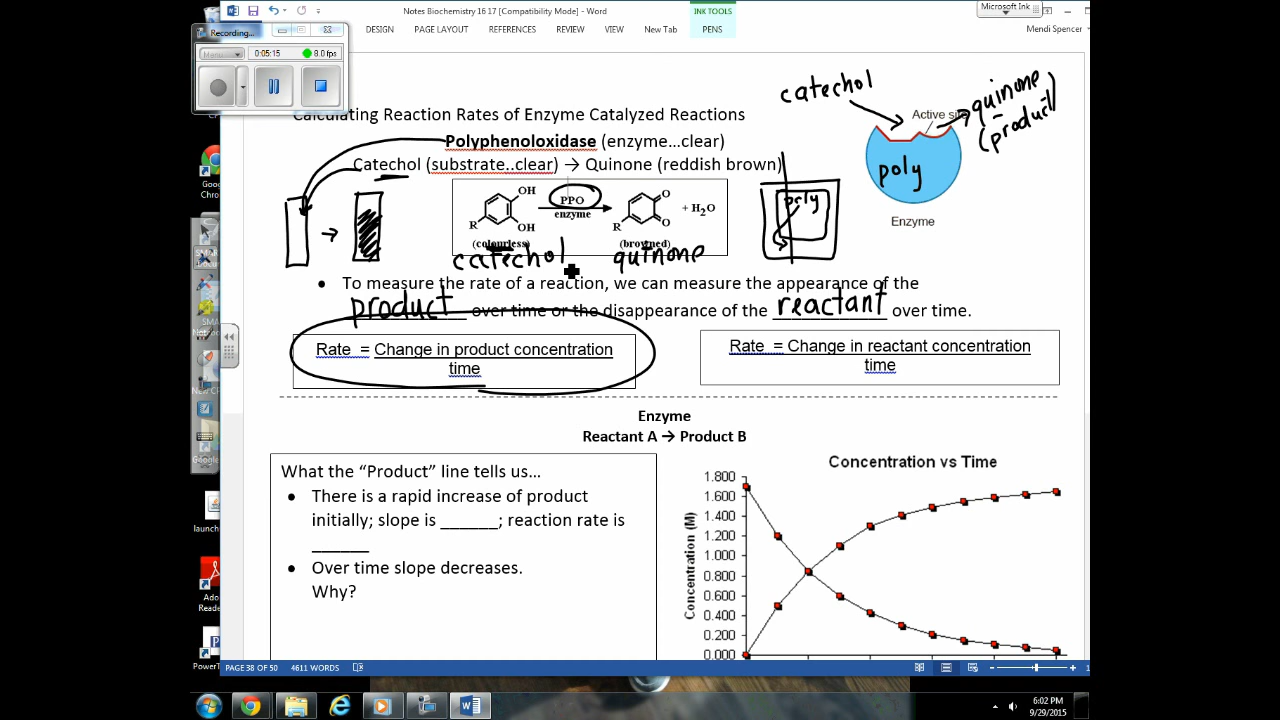 Notes Biochemistry 16 17 [Compatibility Mode] - Word
INK TOOLS
Microsoft Ink
Recording...
DESIGN PAGE LAYOUT REFERENCES REVIEW VIEW New Tab PENS
Mendi Spencer
Menu
0:05:15
8.0 fps
catechol
quinone
(product)
Calculating Reaction Rates of Enzyme Catalyzed Reactions
Active site
Polyphenoloxidase (enzyme...clear)
Catechol (substrate..clear) → Quinone (reddish brown)
poly
Enzyme
poly
OH
OH
R
PPO
enzyme
O
O
R
+ H₂O
(colourless)
(browned)
catechol
quinone
• To measure the rate of a reaction, we can measure the appearance of the
product over time or the disappearance of the reactant over time.
Rate = Change in product concentration
time
Rate = Change in reactant concentration
time
Enzyme
Reactant A → Product B
What the “Product” line tells us...
• There is a rapid increase of product
initially; slope is ______; reaction rate is
______
• Over time slope decreases.
Why?
Concentration vs Time
Concentration (M)
1.800
1.600
1.400
1.200
1.000
0.800
0.600
0.400
0.200
0.000
PAGE 38 OF 50 4611 WORDS
6:02 PM
9/29/2015